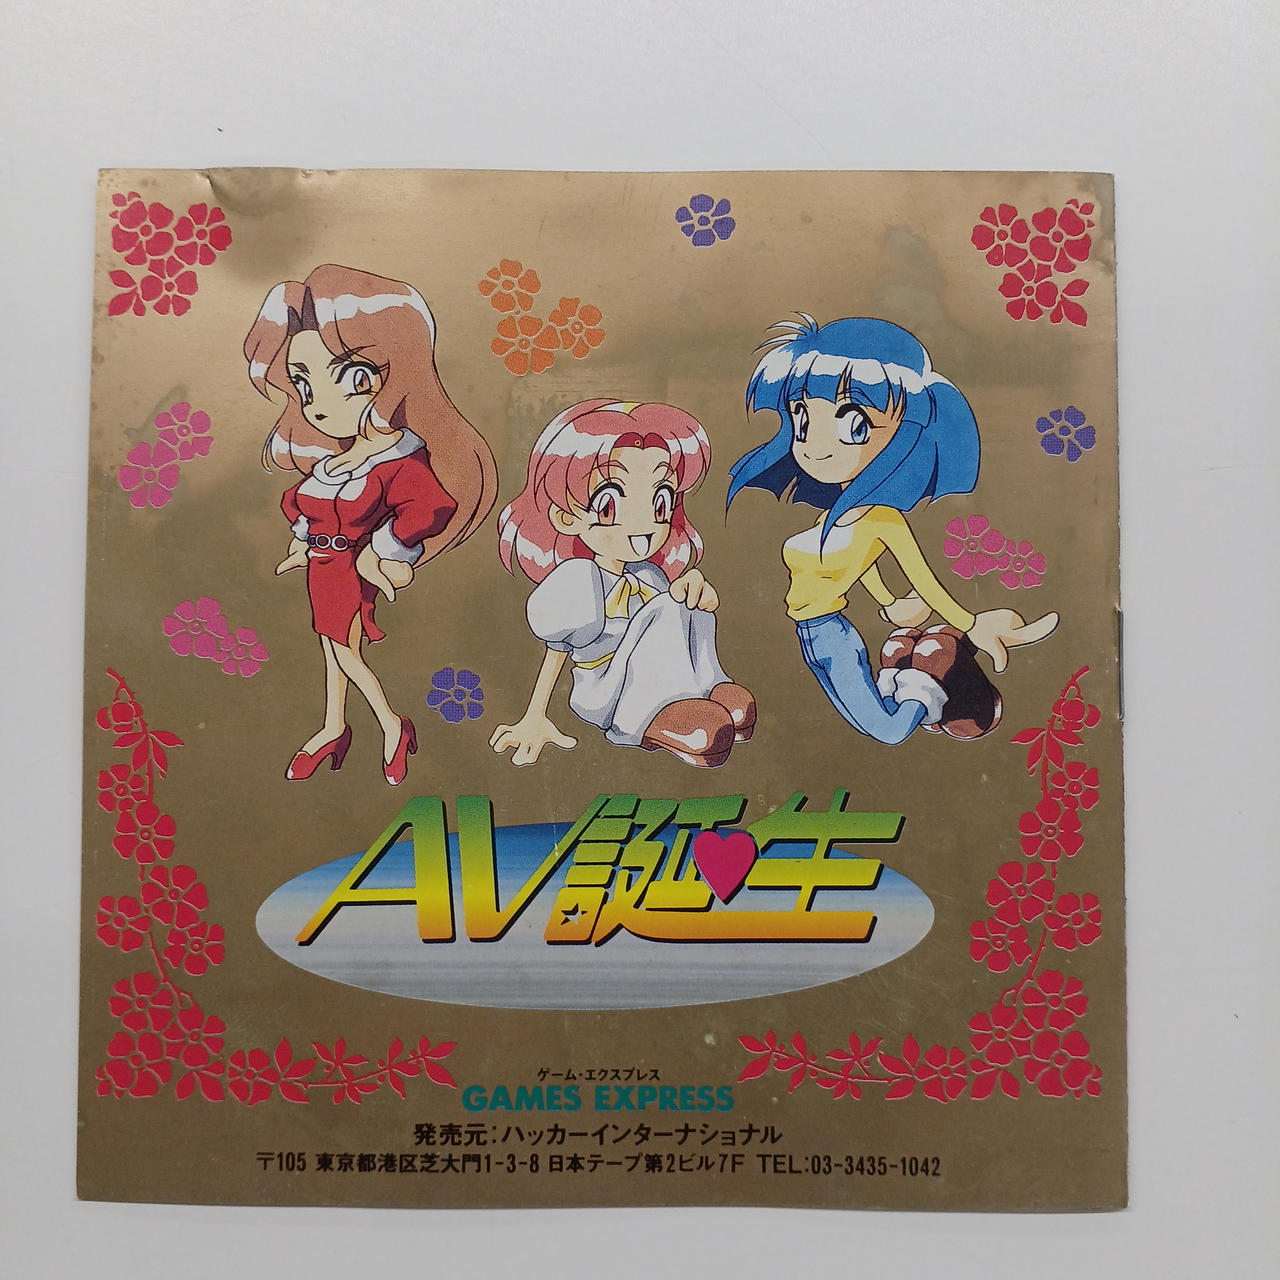 AV誕生
ゲーム・エクスプレス
GAMES EXPRESS
発売元:ハッカーインターナショナル
〒105 東京都港区芝大門1-3-8 日本テープ第2ビル7F TEL:03-3435-1042